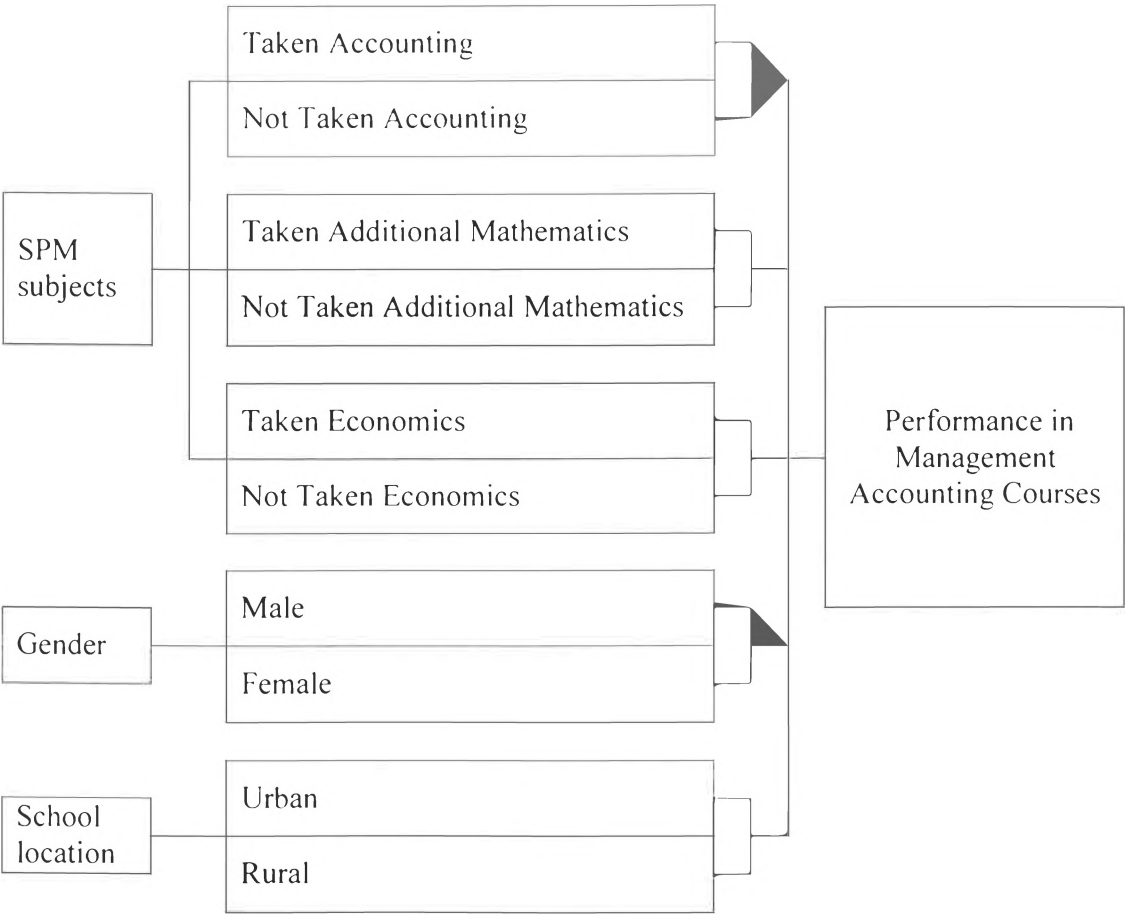 Taken Accounting
Not Taken Accounting
SPM
subjects
Taken Additional Mathematics
Not Taken Additional Mathematics
Taken Economics
Not Taken Economics
Performance in
Management
Accounting Courses
Gender
Male
Female
School
location
Urban
Rural